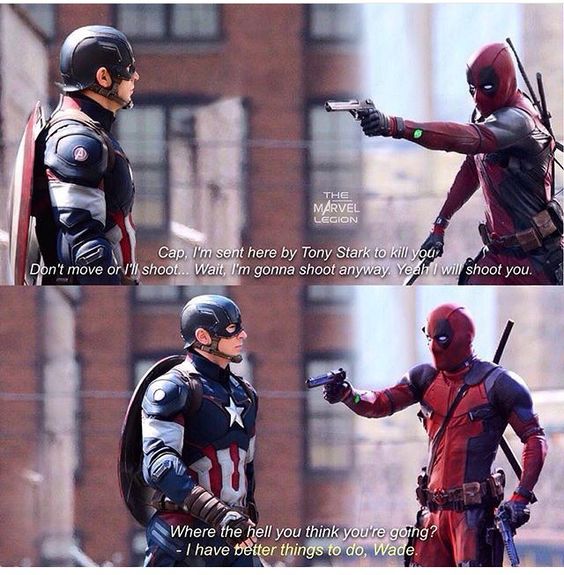 THE
MARVEL
LEGION
Cap, I'm sent here by Tony Stark to kill you.
Don't move or I'll shoot... Wait, I'm gonna shoot anyway. Yeah I will shoot you.
Where the hell you think you're going?
- I have better things to do, Wade.